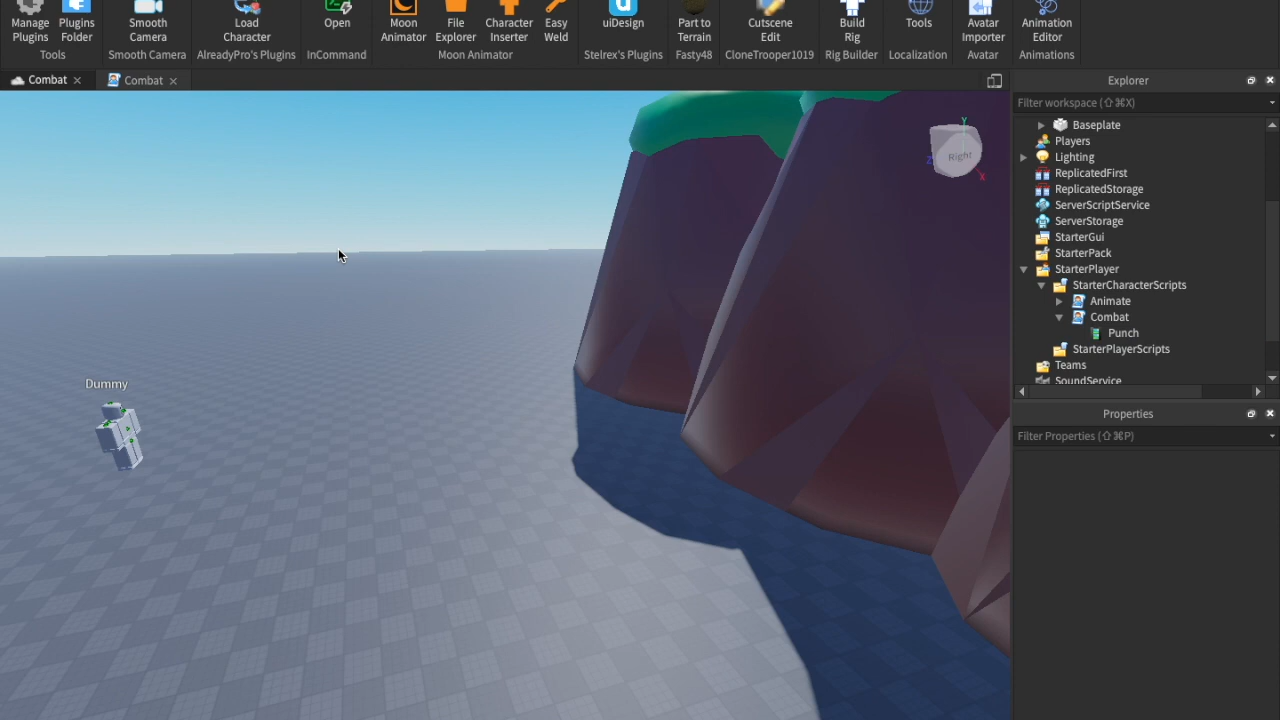 Manage Plugins
Plugins Folder
Smooth Camera
Load Character
Open
Moon Animator
File Explorer
Character Inserter
Easy Weld
uiDesign
Part to Terrain
Cutscene Edit
Build Rig
Tools
Avatar Importer
Animation Editor
Tools
Smooth Camera
AlreadyPro's Plugins
InCommand
Moon Animator
Stelrex's Plugins
Fasty48
CloneTrooper1019
Rig Builder
Localization
Avatar
Animations
Combat
Combat
Explorer
Filter workspace (⇧⌘X)
Baseplate
Players
Lighting
ReplicatedFirst
ReplicatedStorage
ServerScriptService
ServerStorage
StarterGui
StarterPack
StarterPlayer
StarterCharacterScripts
Animate
Combat
Punch
StarterPlayerScripts
Teams
SoundService
Properties
Filter Properties (⇧⌘P)
Y
Right
Z
X
Dummy